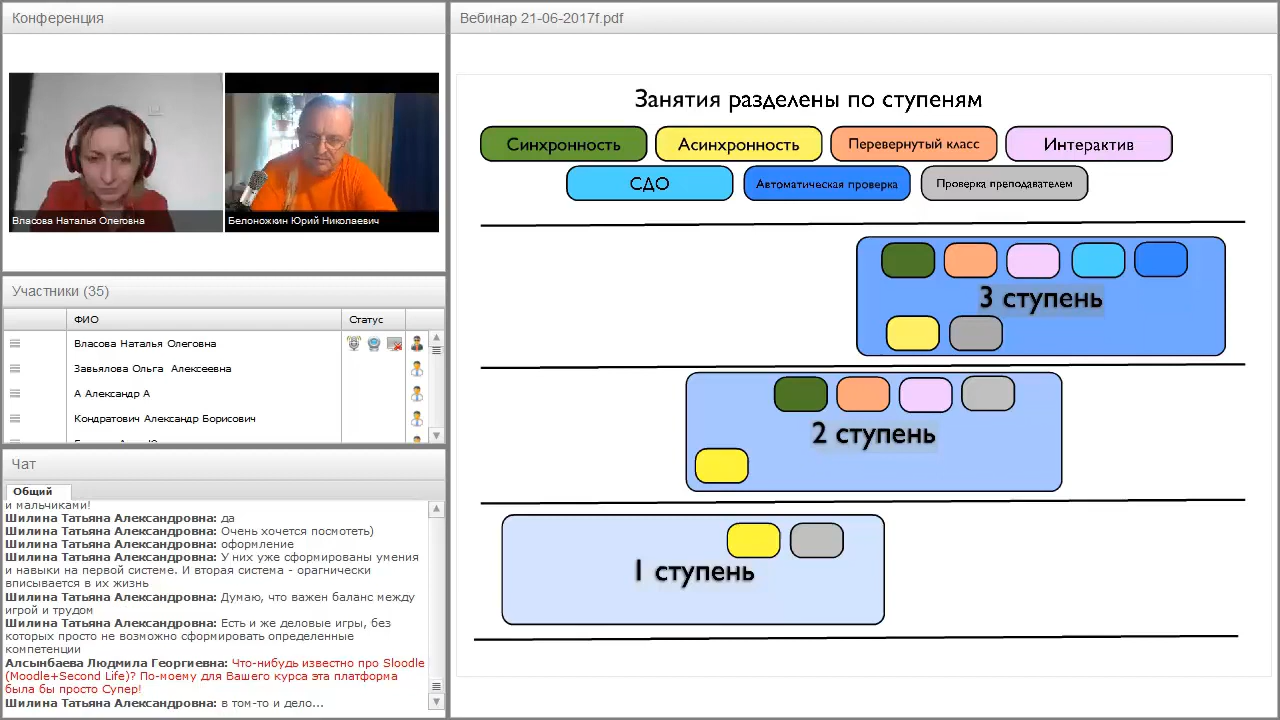 Конференция
Власова Наталья Олеговна
Белоножкин Юрий Николаевич
Участники (35)
ФИО
Статус
Власова Наталья Олеговна
Завьялова Ольга Алексеевна
А Александр А
Кондратович Александр Борисович
Чат
Общий
и мальчиками!
Шилина Татьяна Александровна: да
Шилина Татьяна Александровна: Очень хочется посмотеть)
Шилина Татьяна Александровна: оформление
Шилина Татьяна Александровна: У них уже сформированы умения
и навыки на первой системе. И вторая система - орагнически
вписывается в их жизнь
Шилина Татьяна Александровна: Думаю, что важен баланс между
игрой и трудом
Шилина Татьяна Александровна: Есть и же деловые игры, без
которых просто не возможно сформировать определенные
компетенции
Алсынбаева Людмила Георгиевна: Что-нибудь известно про Sloodle
(Moodle+Second Life)? По-моему для Вашего курса эта платформа
была бы просто Супер!
Шилина Татьяна Александровна: в том-то и дело...
Вебинар 21-06-2017f.pdf
Занятия разделены по ступеням
Синхронность
Асинхронность
Перевернутый класс
Интерактив
СДО
Автоматическая проверка
Проверка преподавателем
3 ступень
2 ступень
1 ступень